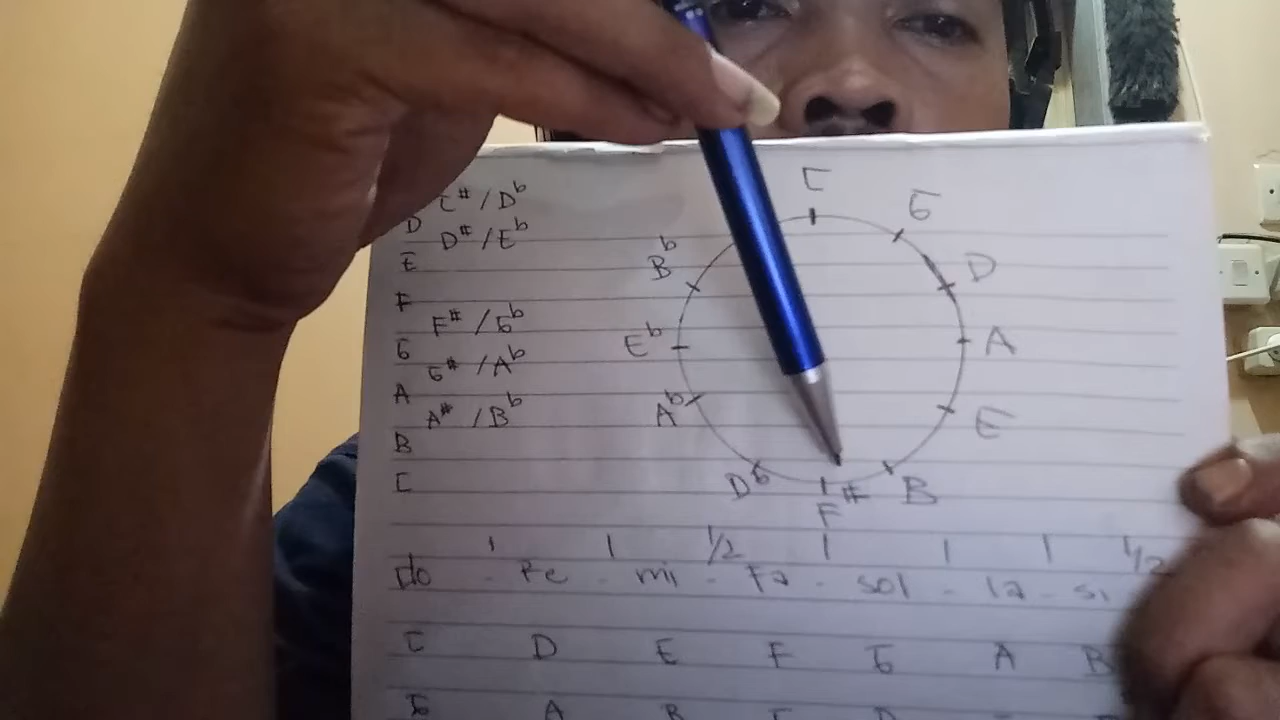 C#/Db
D
D#/Eb
E
F
F#/Gb
G
G#/Ab
A
A#/Bb
B
C
C
G
D
A
E
B
F#
Db
Ab
Eb
Bb
1 1 1/2 1 1 1 1/2
do - re - mi - fa - sol - la - si
C D E F G A B
G A B C D